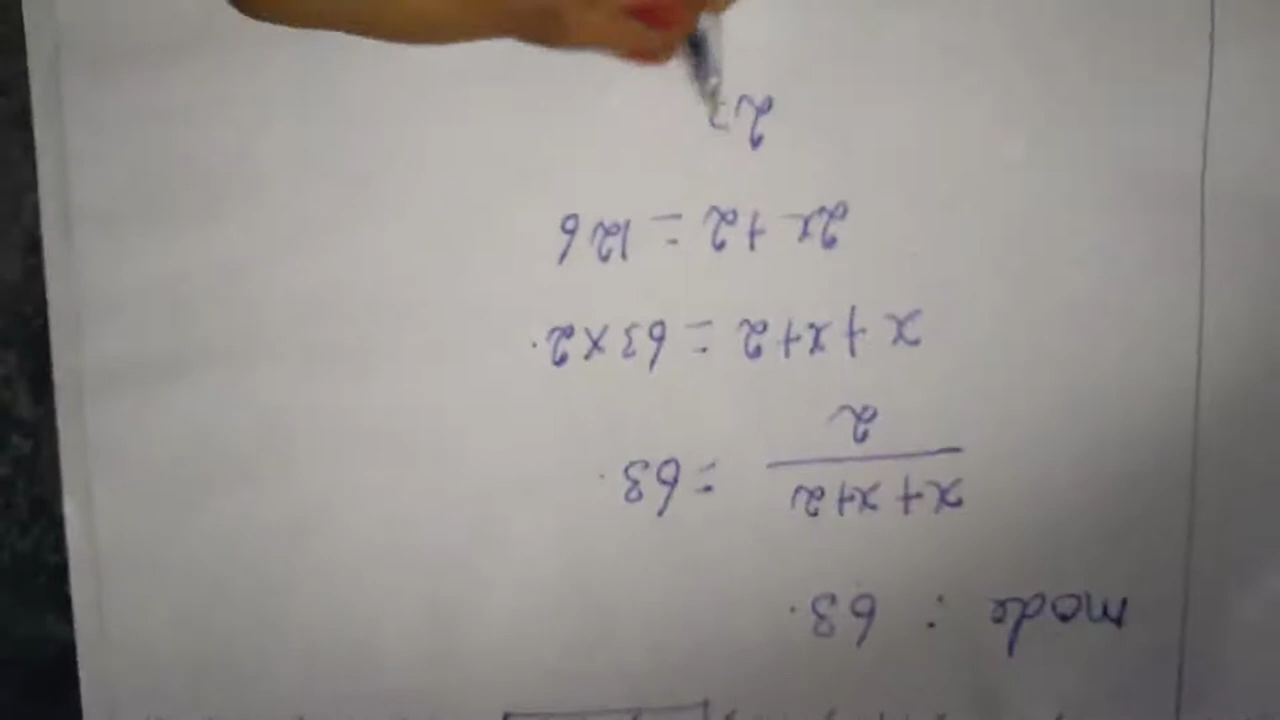 mode : 63.
x+x+2
2
=63.
x+x+2 = 63×2.
2x+2 = 126
2